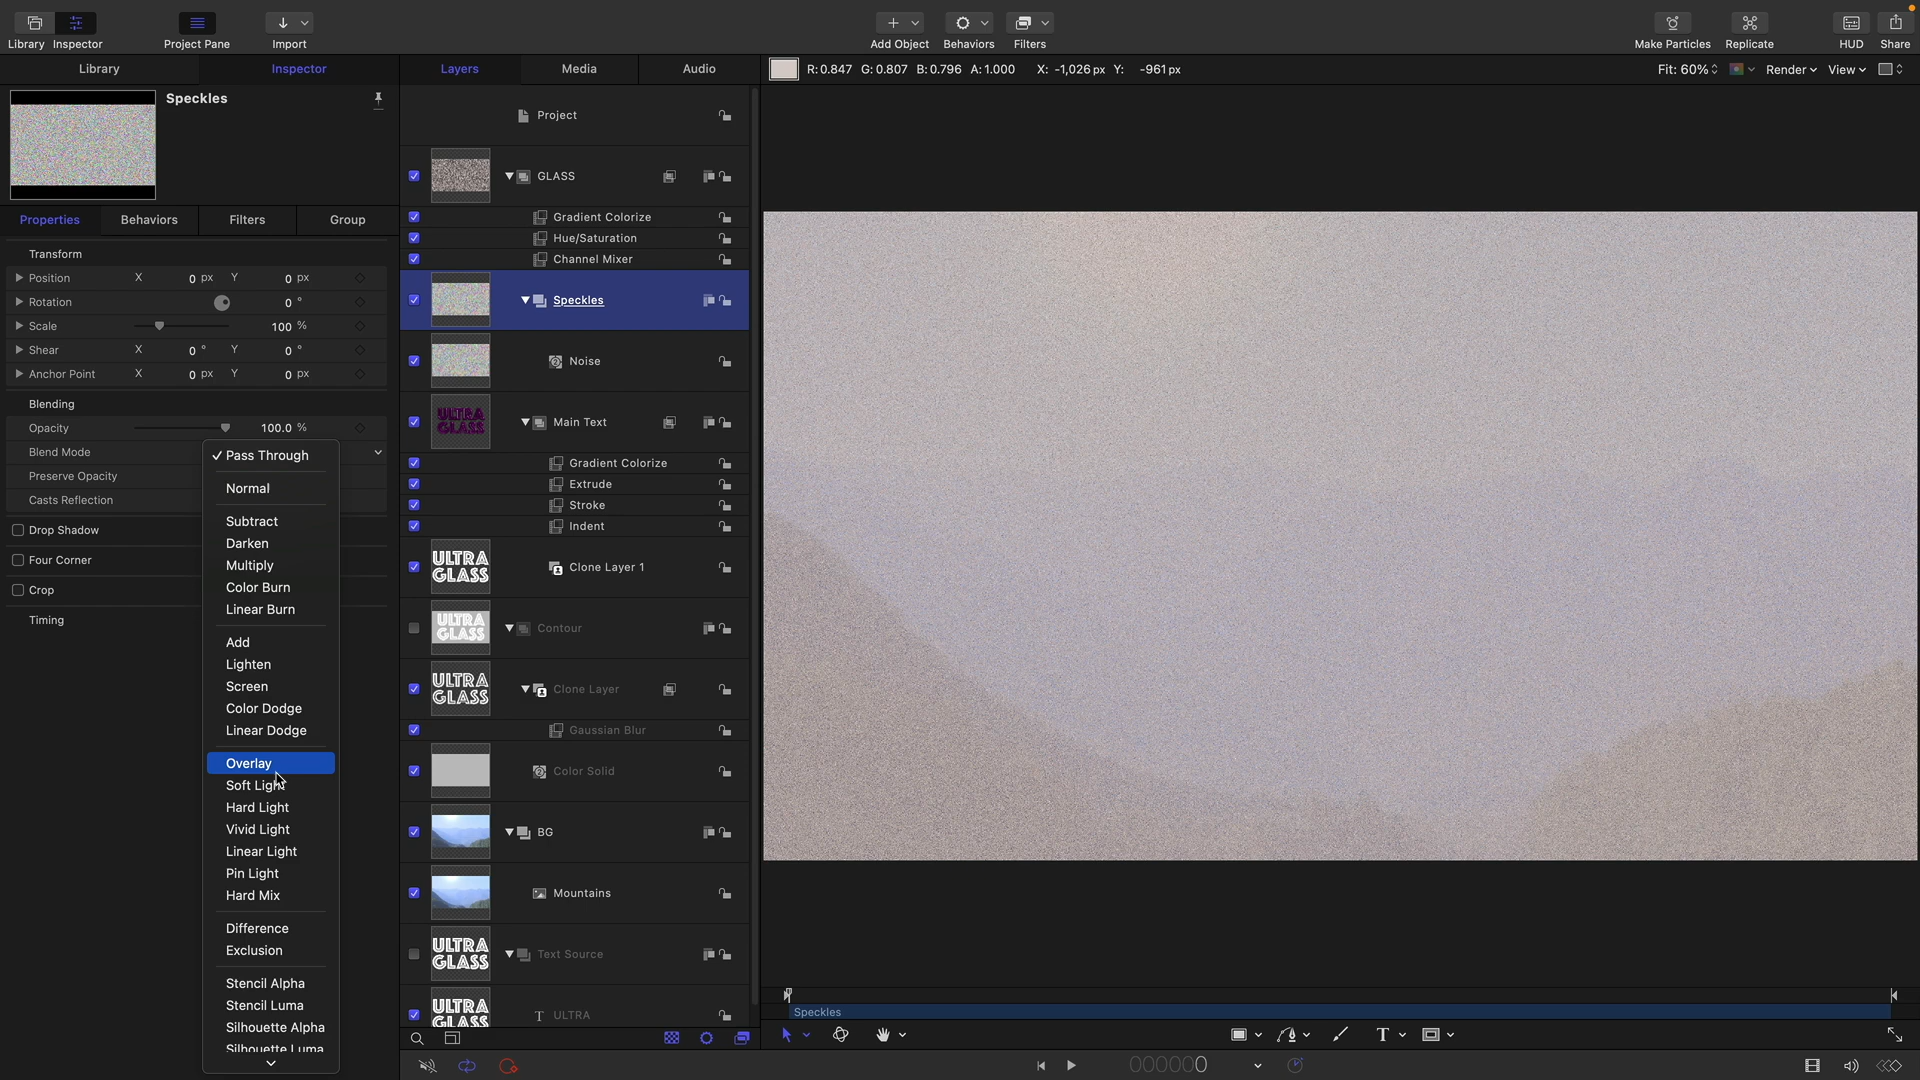 Library Inspector Project Pane Import Add Object Behaviors Filters Make Particles Replicate HUD Share
Library Inspector Layers Media Audio R:0.847 G:0.807 B:0.796 A:1.000 X: -1,026 px Y: -961 px Fit: 60% Render View
Speckles
Properties Behaviors Filters Group
Transform
Position X 0 px Y 0 px
Rotation 0 °
Scale 100 %
Shear X 0 ° Y 0 °
Anchor Point X 0 px Y 0 px
Blending
Opacity 100.0 %
Blend Mode
Preserve Opacity
Casts Reflection
Drop Shadow
Four Corner
Crop
Timing
Pass Through
Normal
Subtract
Darken
Multiply
Color Burn
Linear Burn
Add
Lighten
Screen
Color Dodge
Linear Dodge
Overlay
Soft Light
Hard Light
Vivid Light
Linear Light
Pin Light
Hard Mix
Difference
Exclusion
Stencil Alpha
Stencil Luma
Silhouette Alpha
Silhouette Luma
Project
GLASS
Gradient Colorize
Hue/Saturation
Channel Mixer
Speckles
Noise
ULTRA
GLASS
Main Text
Gradient Colorize
Extrude
Stroke
Indent
ULTRA
GLASS
Clone Layer 1
ULTRA
GLASS
Contour
ULTRA
GLASS
Clone Layer
Gaussian Blur
Color Solid
BG
Mountains
ULTRA
GLASS
Text Source
ULTRA
GLASS
ULTRA
Speckles
000000